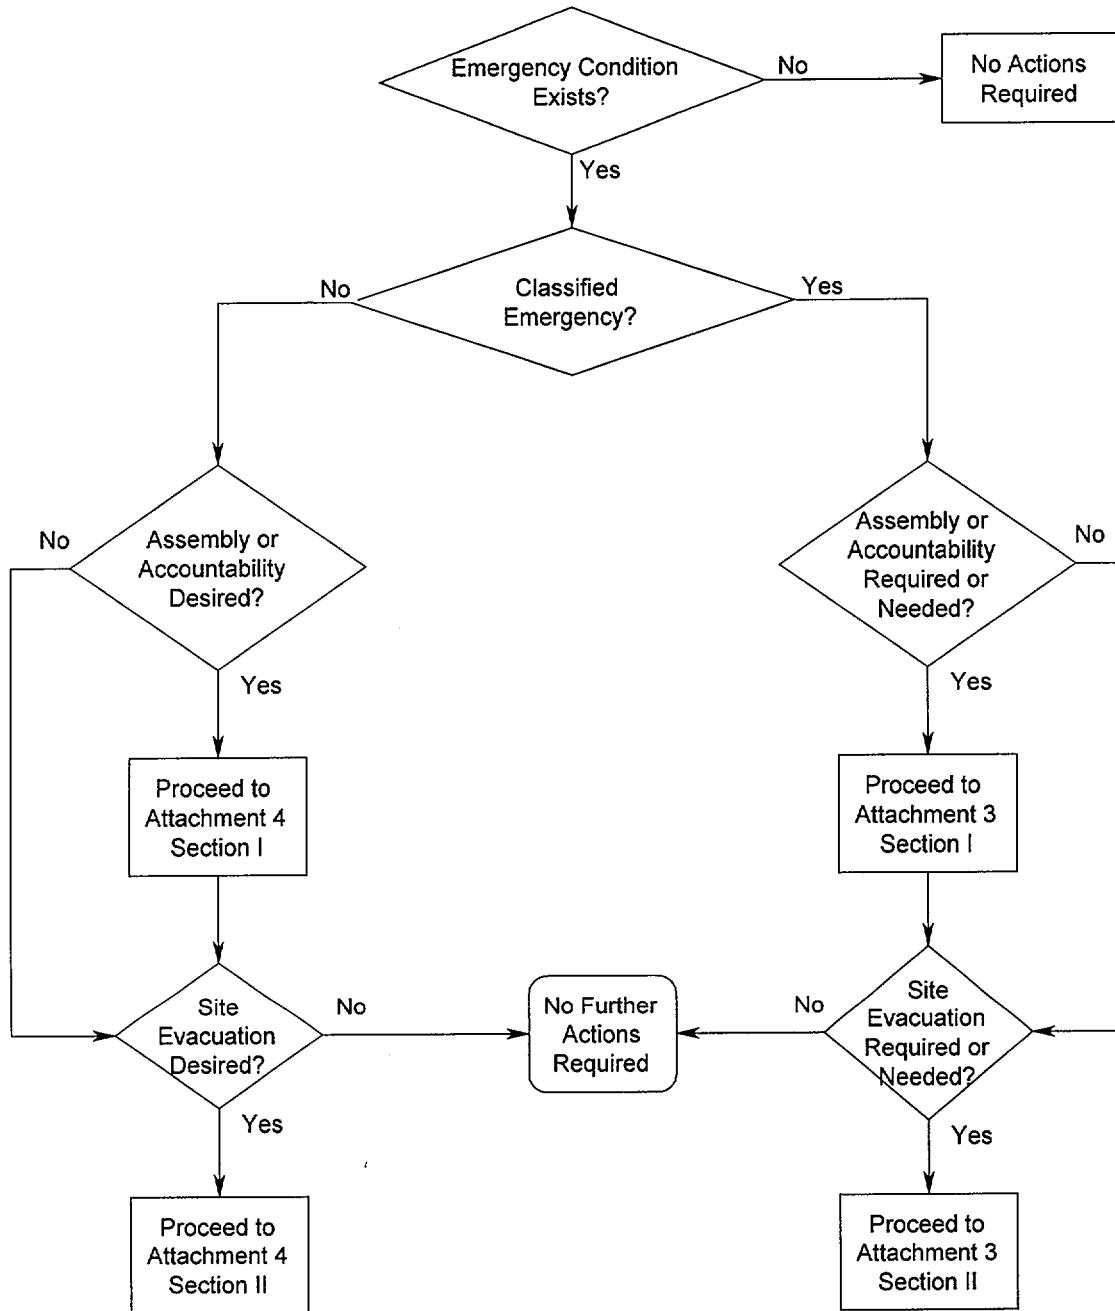 Emergency Condition
Exists?
No
No Actions
Required
Yes
Classified
Emergency?
No
Yes
Assembly or
Accountability
Desired?
No
Yes
Assembly or
Accountability
Required or
Needed?
No
Yes
Proceed to
Attachment 4
Section I
Proceed to
Attachment 3
Section I
Site
Evacuation
Desired?
No
No Further
Actions
Required
No
Site
Evacuation
Required or
Needed?
Yes
Yes
Proceed to
Attachment 4
Section II
Proceed to
Attachment 3
Section II